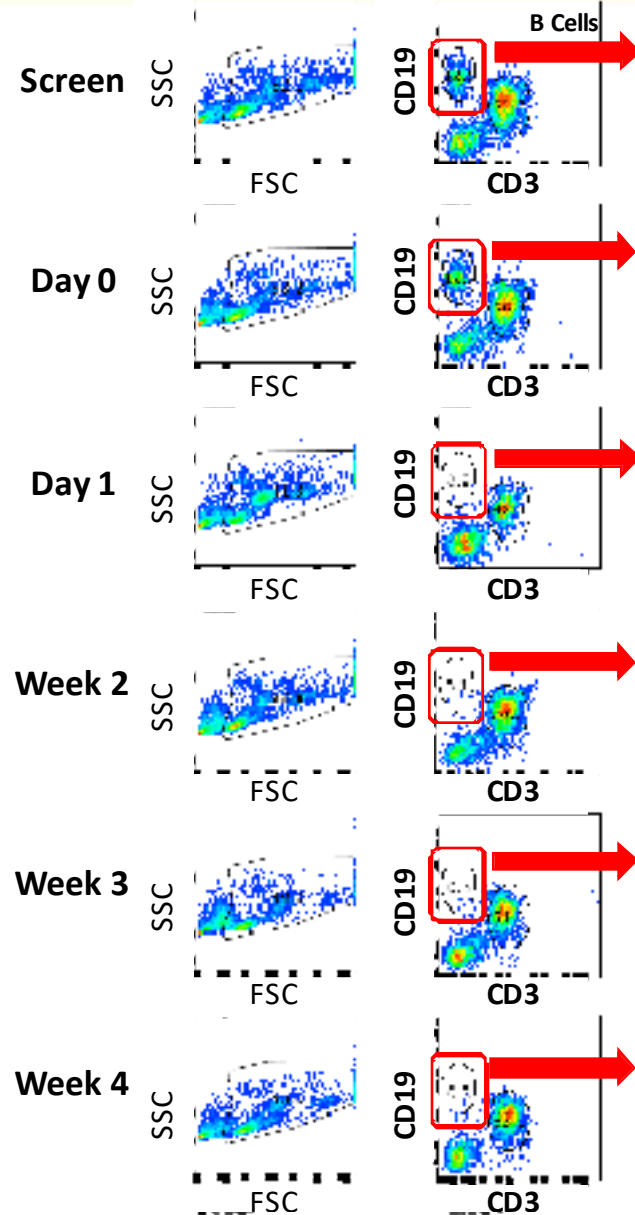 B Cells
Screen
SSC
FSC
CD19
CD3
Day 0
SSC
FSC
CD19
CD3
Day 1
SSC
FSC
CD19
CD3
Week 2
SSC
FSC
CD19
CD3
Week 3
SSC
FSC
CD19
CD3
Week 4
SSC
FSC
CD19
CD3